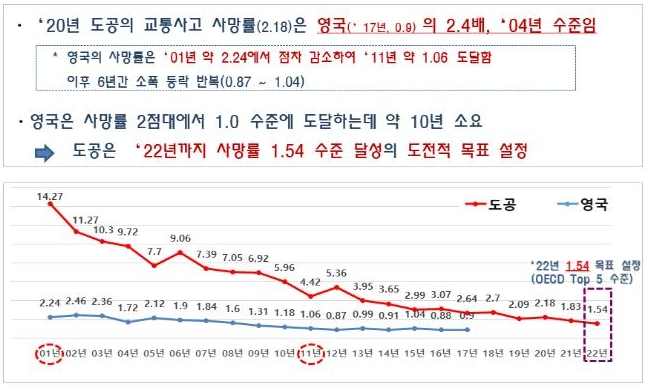 · ‘20년 도공의 교통사고 사망률(2.18)은 영국(‘ 17년, 0.9) 의 2.4배, ‘04년 수준임
* 영국의 사망률은 ‘01년 약 2.24에서 점차 감소하여 ‘11년 약 1.06 도달함
이후 6년간 소폭 등락 반복(0.87 ~ 1.04)
· 영국은 사망률 2점대에서 1.0 수준에 도달하는데 약 10년 소요
도공은 ‘22년까지 사망률 1.54 수준 달성의 도전적 목표 설정
도공 영국
14.27 11.27 10.3 9.72 7.7 9.06 7.39 7.05 6.92 5.96 4.42 5.36 3.95 3.65 2.99 3.07 2.64 2.7 2.09 2.18 1.83 1.54
‘22년 1.54 목표 설정
(OECD Top 5 수준)
2.24 2.46 2.36 1.72 2.12 1.9 1.84 1.6 1.31 1.18 1.06 0.87 0.99 0.91 1.04 0.88 0.9
01년 02년 03년 04년 05년 06년 07년 08년 09년 10년 11년 12년 13년 14년 15년 16년 17년 18년 19년 20년 21년 22년